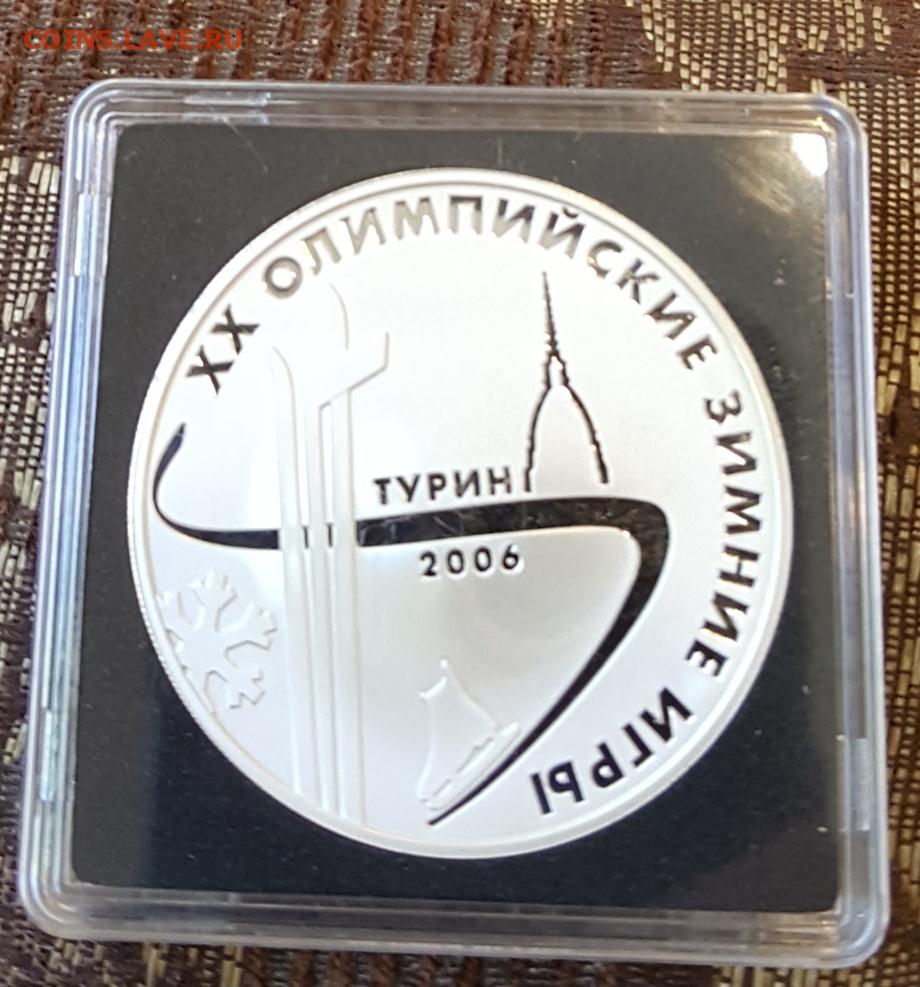 COINS.LAVE.RU
XX ОЛИМПИЙСКИЕ ЗИМНИЕ ИГРЫ
ТУРИН
2006